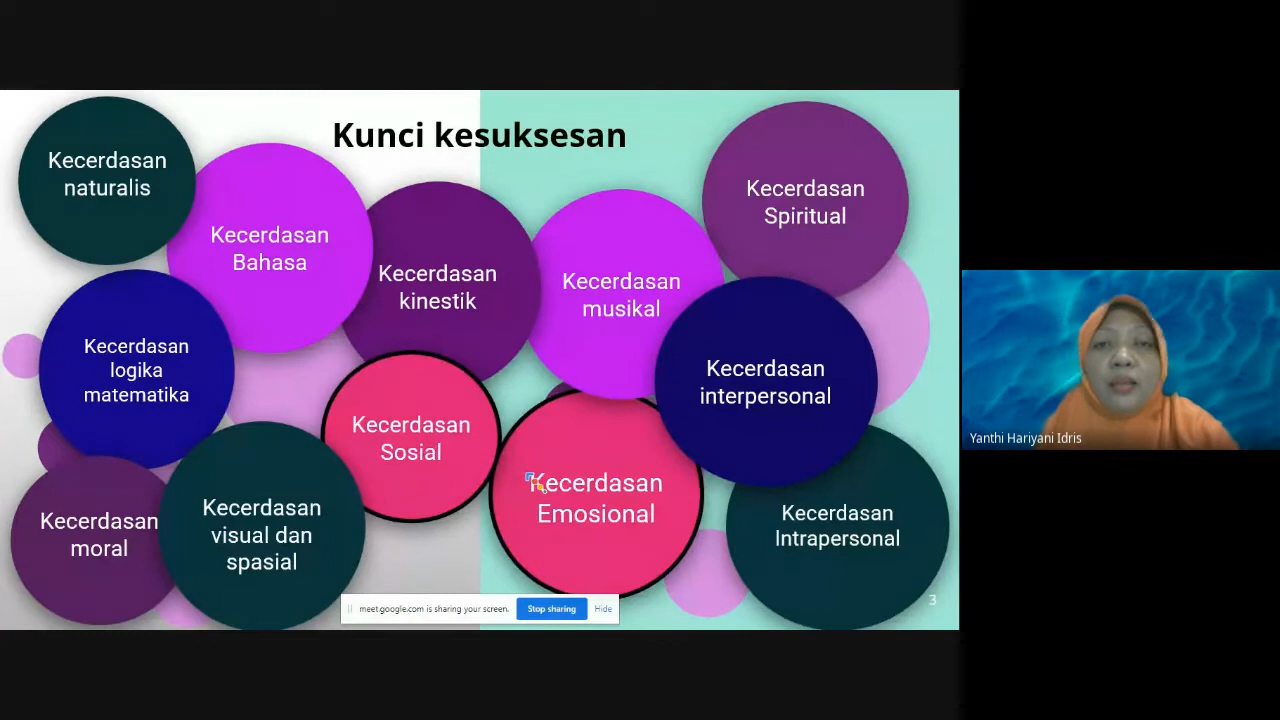 Kunci kesuksesan
Kecerdasan
naturalis
Kecerdasan
Bahasa
Kecerdasan
kinestik
Kecerdasan
musikal
Kecerdasan
Spiritual
Kecerdasan
logika
matematika
Kecerdasan
Sosial
Kecerdasan
Emosional
Kecerdasan
interpersonal
Kecerdasan
moral
Kecerdasan
visual dan
spasial
Kecerdasan
Intrapersonal
3
meet.google.com is sharing your screen.
Stop sharing
Hide
Yanthi Hariyani Idris